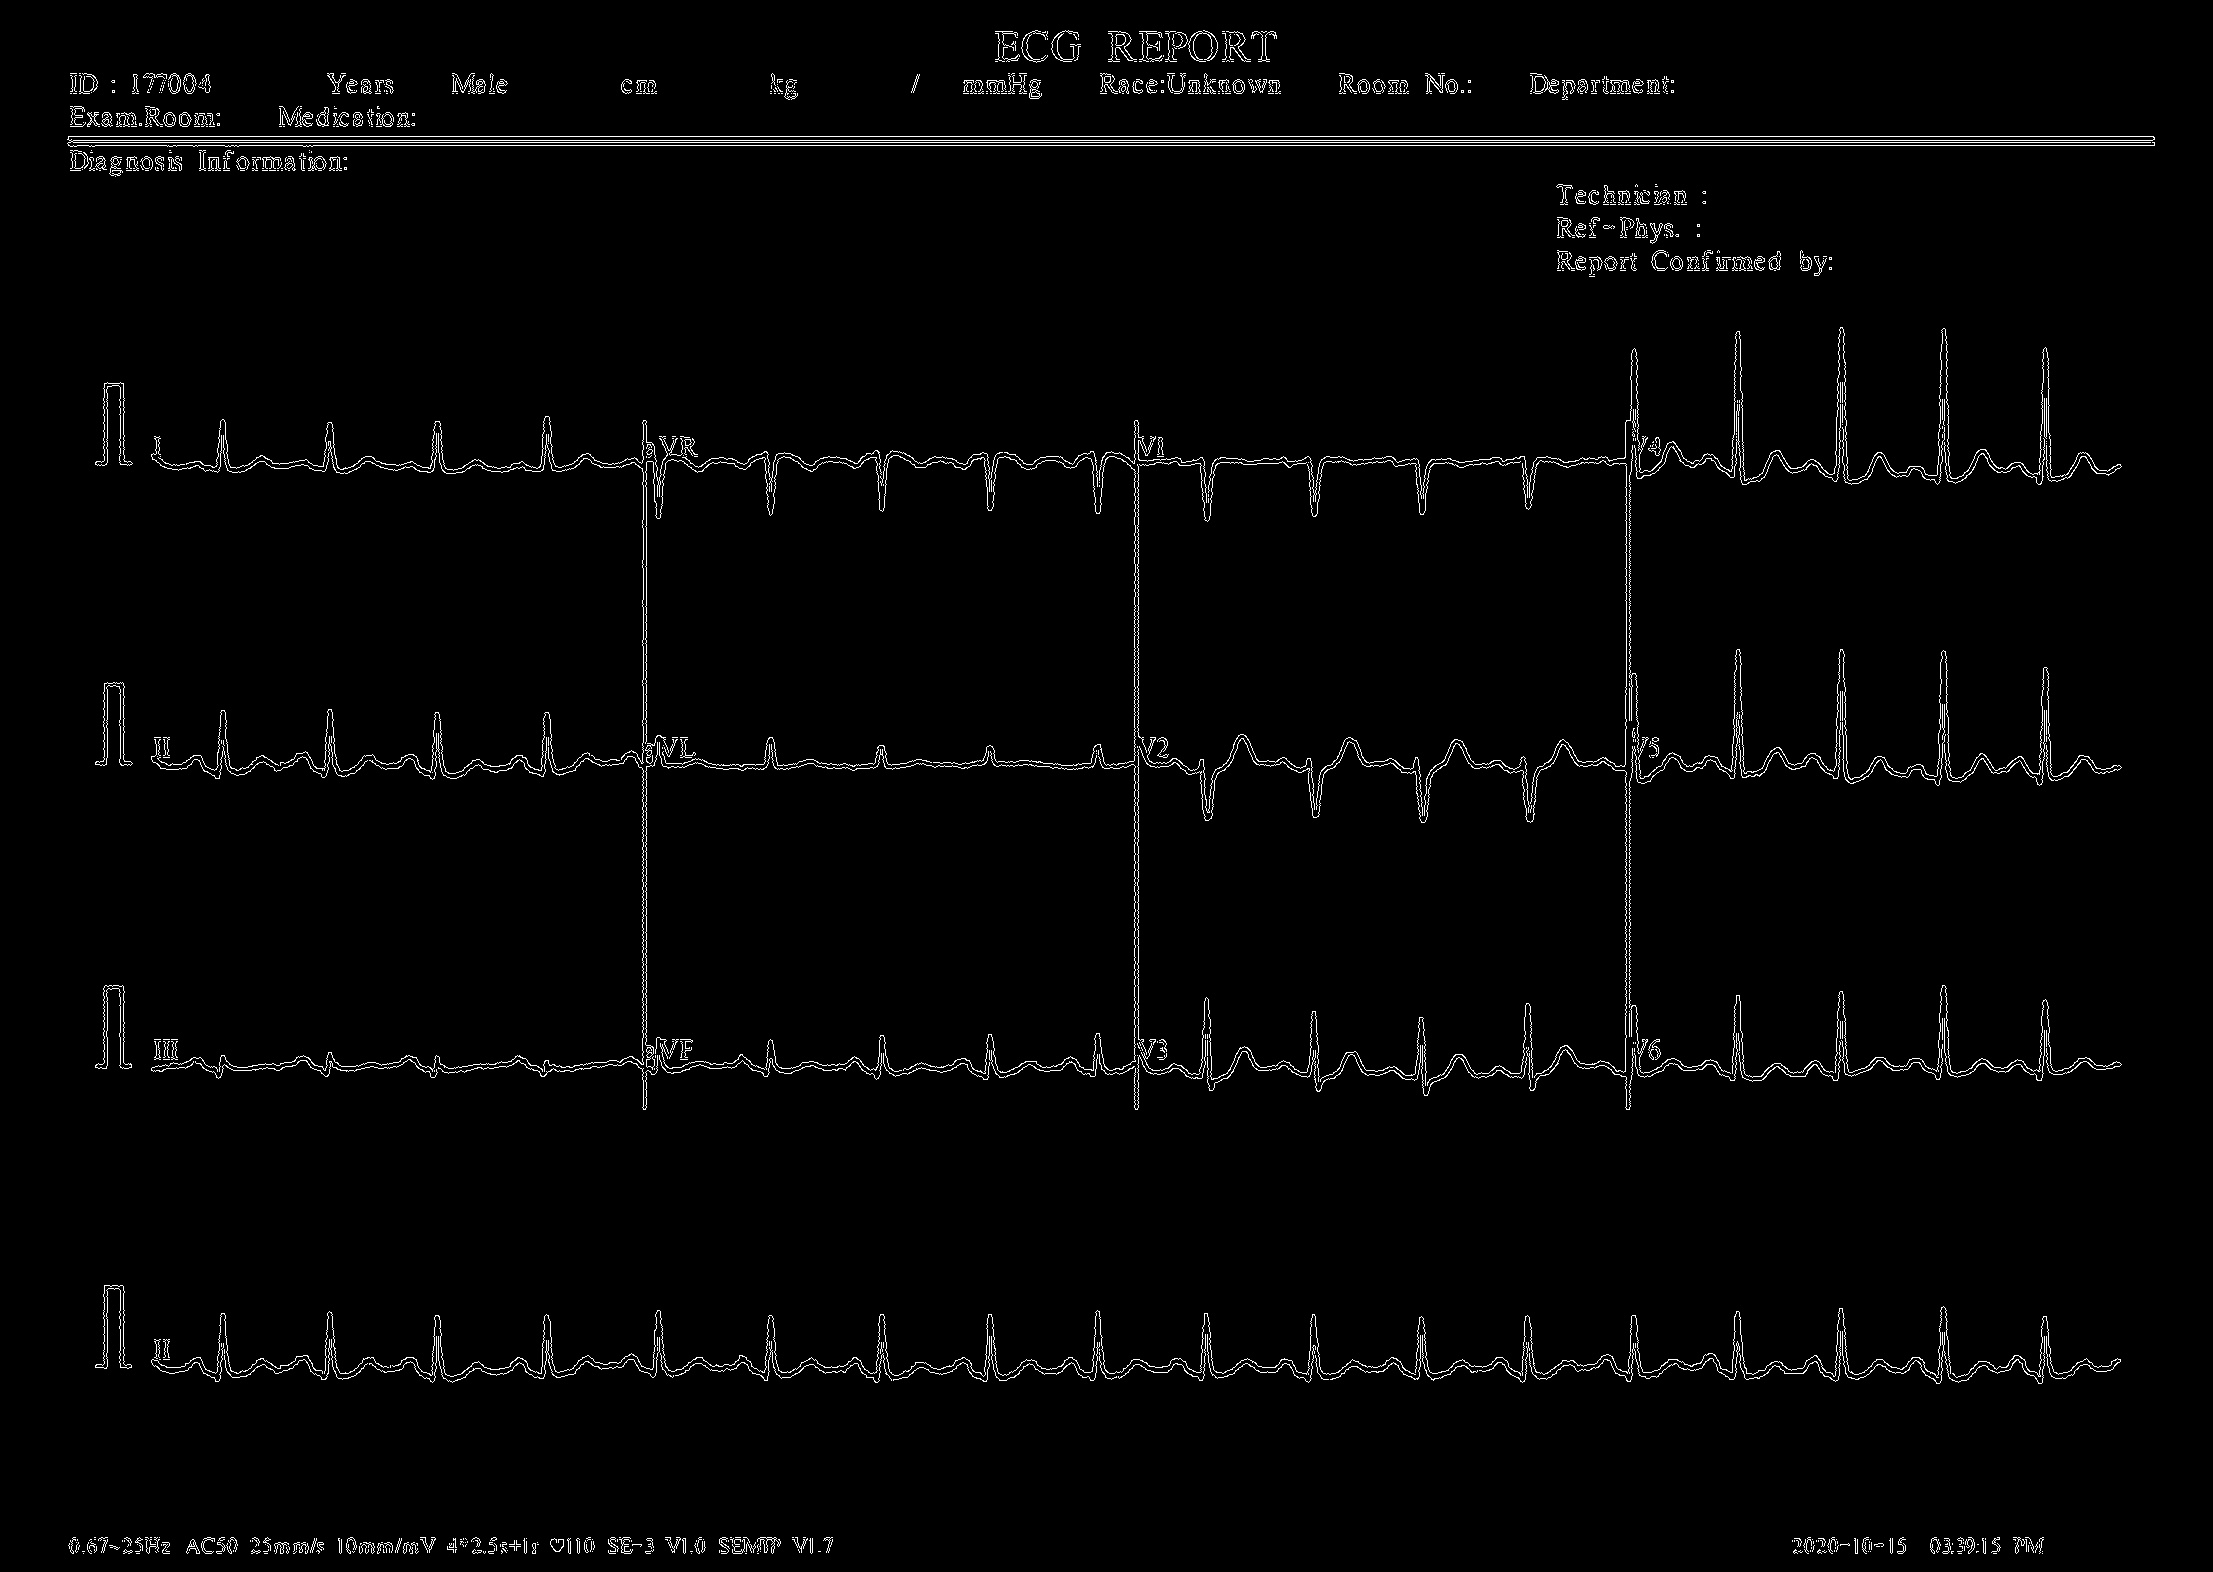 ECG REPORT
ID : 177004 Years Male cm kg / mmHg Race:Unknown Room No.: Department:
Exam.Room: Medication:
Diagnosis Information:
Technician :
Ref-Phys. :
Report Confirmed by:
I aVR V1 V4
II aVL V2 V5
III aVF V3 V6
II
0.67~25Hz AC50 25mm/s 10mm/mV 4*2.5s+1r ♡110 SE-3 V1.0 SEMIP V1.7 2020-10-15 03:39:15 PM